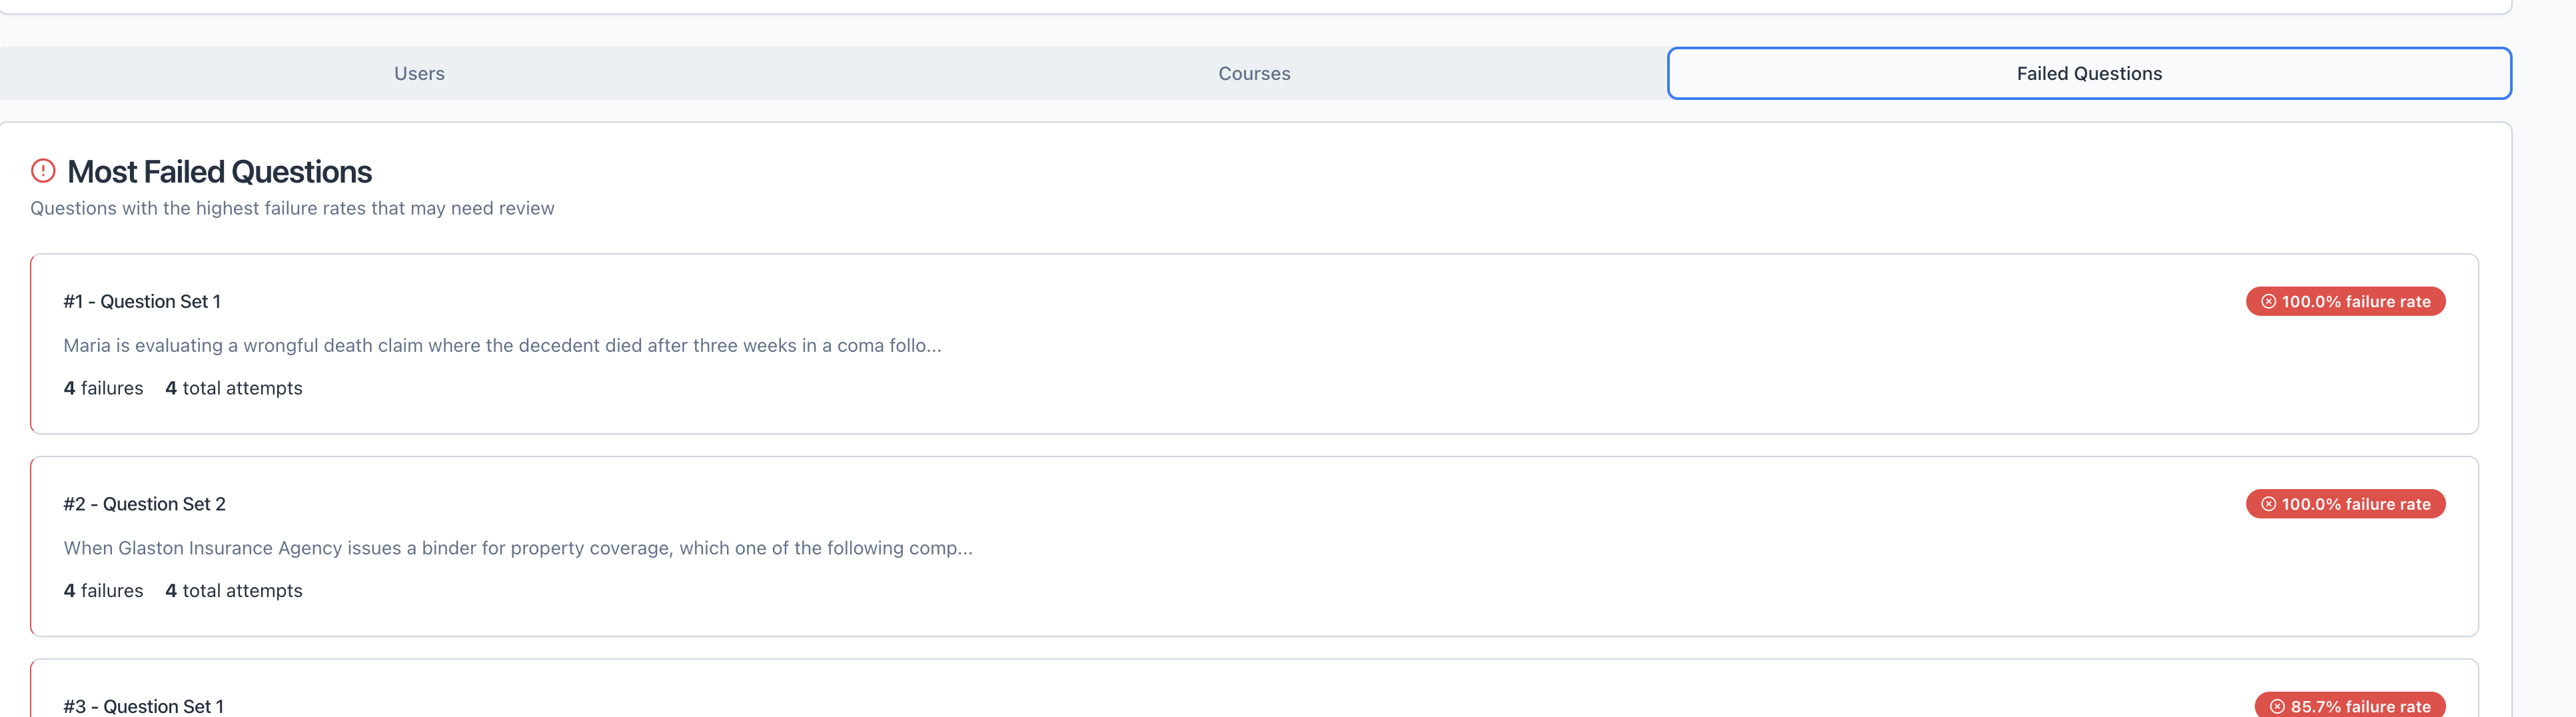 Users
Courses
Failed Questions
Most Failed Questions
Questions with the highest failure rates that may need review
#1 - Question Set 1
100.0% failure rate
Maria is evaluating a wrongful death claim where the decedent died after three weeks in a coma follo...
4 failures 4 total attempts
#2 - Question Set 2
100.0% failure rate
When Glaston Insurance Agency issues a binder for property coverage, which one of the following comp...
4 failures 4 total attempts
#3 - Question Set 1
85.7% failure rate